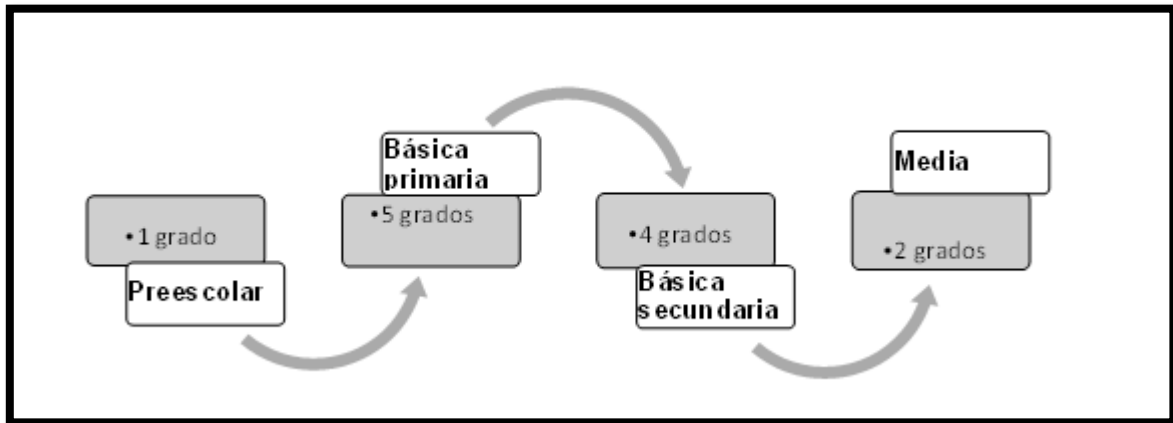 •1 grado
Preescolar
Básica
primaria
•5 grados
•4 grados
Básica
secundaria
Media
•2 grados